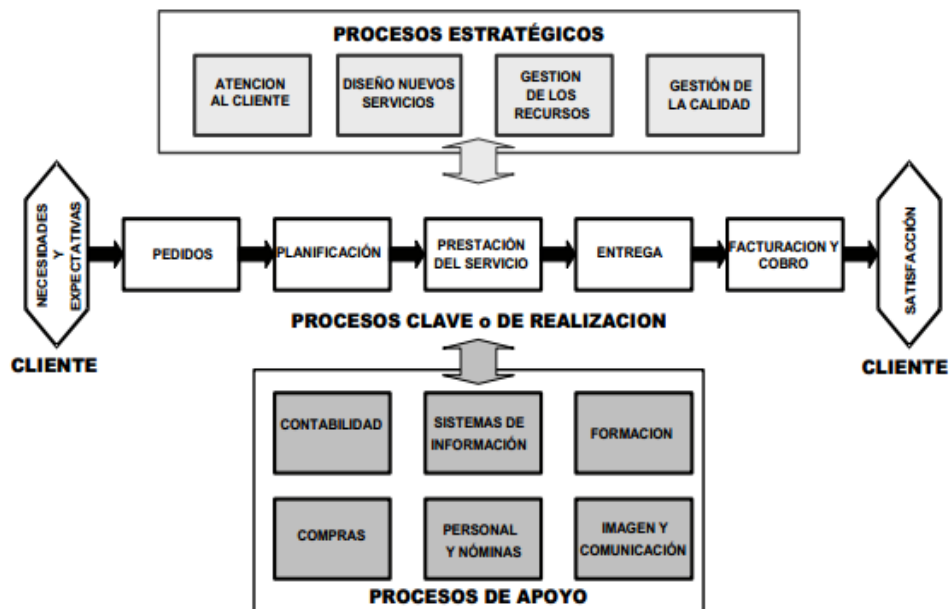 PROCESOS ESTRATÉGICOS
ATENCION
AL CLIENTE
DISEÑO NUEVOS
SERVICIOS
GESTION
DE LOS
RECURSOS
GESTIÓN DE
LA CALIDAD
NECESIDADES
Y
EXPECTATIVAS
CLIENTE
PEDIDOS
PLANIFICACIÓN
PRESTACIÓN
DEL SERVICIO
ENTREGA
FACTURACION Y
COBRO
SATISFACCIÓN
CLIENTE
PROCESOS CLAVE o DE REALIZACION
CONTABILIDAD
SISTEMAS DE
INFORMACIÓN
FORMACION
COMPRAS
PERSONAL
Y NÓMINAS
IMAGEN Y
COMUNICACIÓN
PROCESOS DE APOYO